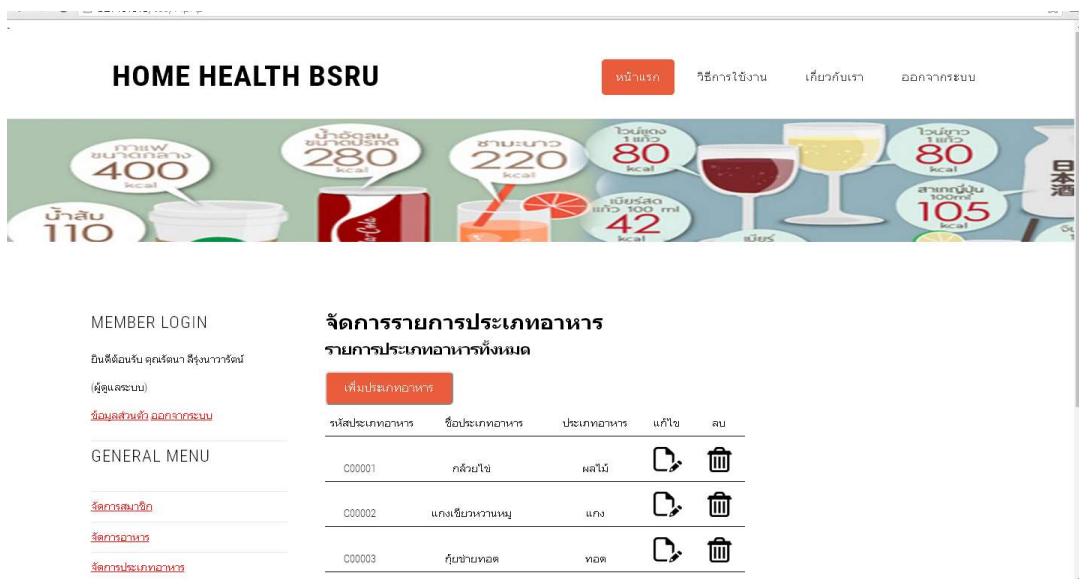 HOME HEALTH BSRU
หน้าแรก วิธีการใช้งาน เกี่ยวกับเรา ออกจากระบบ
กาแฟ
ขนาดกลาง
400
kcal
น้ำอัดลม
ขนาดปรกติ
280
kcal
ชามะนาว
220
kcal
ไวน์แดง
1 แก้ว
80
kcal
ไวน์ขาว
1 แก้ว
80
kcal
น้ำส้ม
110
เบียร์สด
แก้ว 100 ml
42
kcal
สาเกญี่ปุ่น
100ml
105
kcal
日本酒
เบียร์
MEMBER LOGIN
ยินดีต้อนรับ คุณรัตนา ลีรุ่งนาวารัตน์
(ผู้ดูแลระบบ)
ข้อมูลส่วนตัว ออกจากระบบ
GENERAL MENU
จัดการสมาชิก
จัดการอาหาร
จัดการประเภทอาหาร
จัดการรายการประเภทอาหาร
รายการประเภทอาหารทั้งหมด
เพิ่มประเภทอาหาร
รหัสประเภทอาหาร ชื่อประเภทอาหาร ประเภทอาหาร แก้ไข ลบ
C00001 กล้วยไข่ ผลไม้
C00002 แกงเขียวหวานหมู แกง
C00003 กุ้ยช่ายทอด ทอด